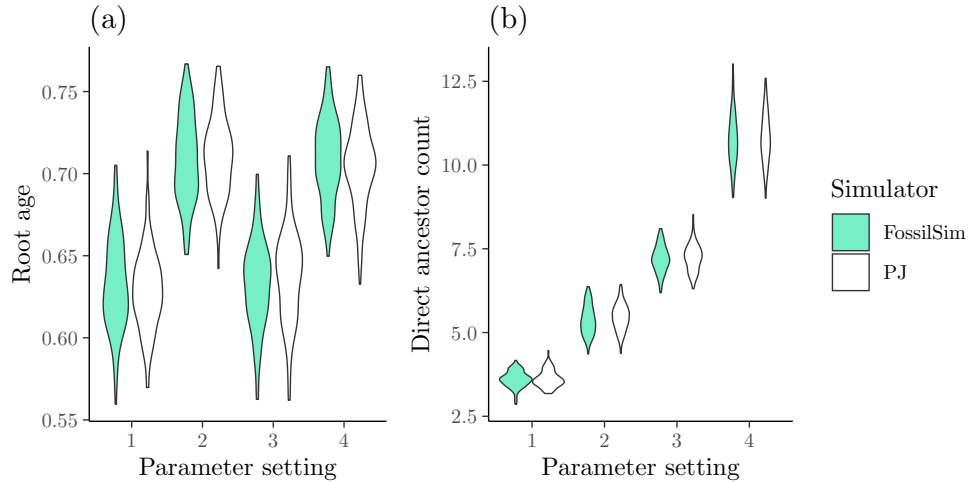 (a)
Root age
0.75
0.70
0.65
0.60
0.55
1 2 3 4
Parameter setting
(b)
Direct ancestor count
12.5
10.0
7.5
5.0
2.5
1 2 3 4
Parameter setting
Simulator
FossilSim
PJ